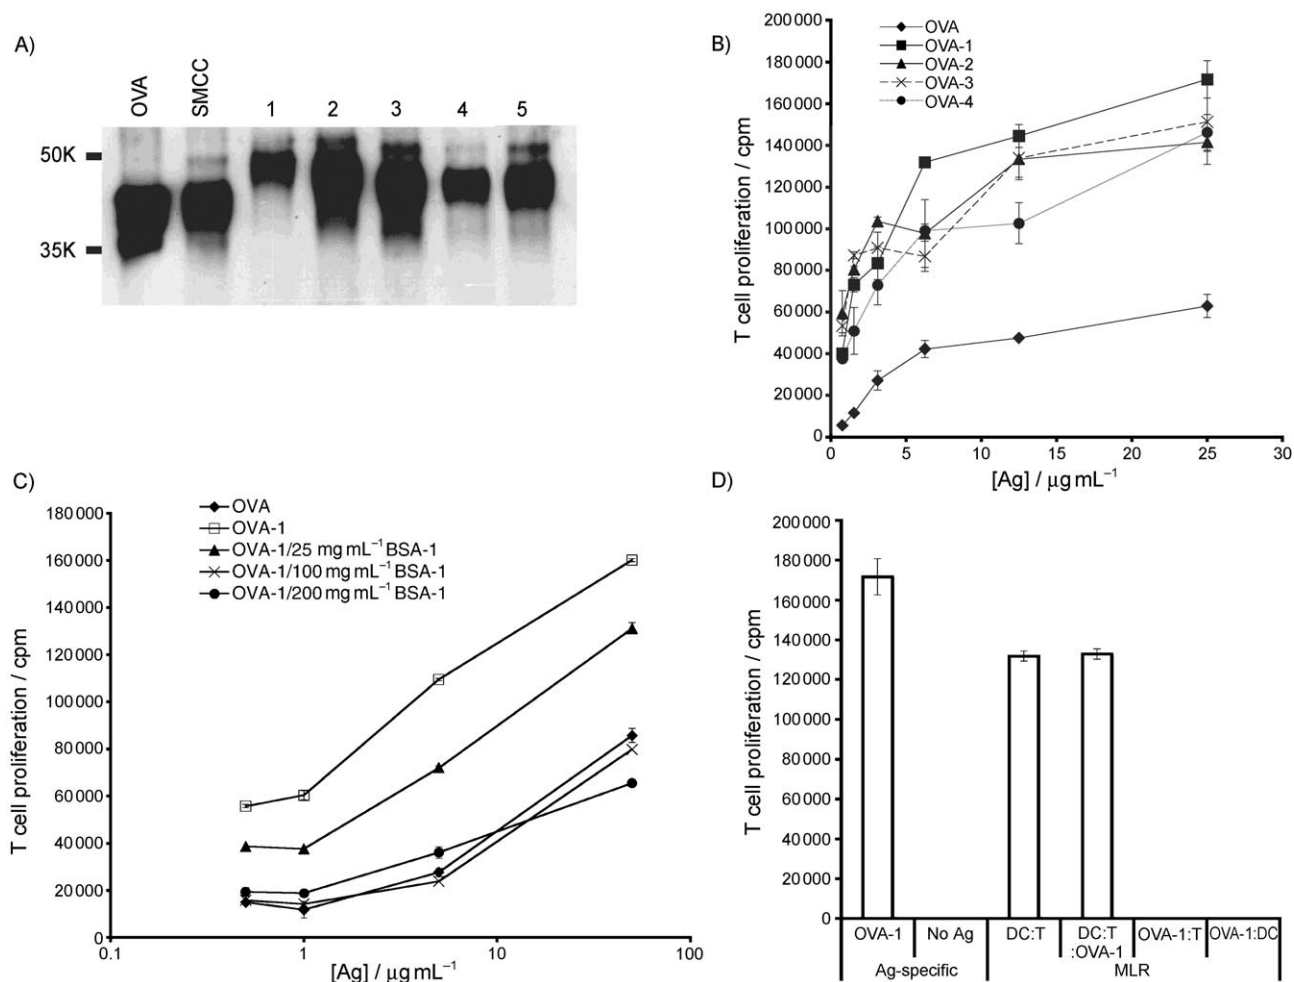 A)
OVA SMCC 1 2 3 4 5
50K
35K
B)
OVA
OVA-1
OVA-2
OVA-3
OVA-4
200000
180000
160000
140000
120000
100000
80000
60000
40000
20000
0
T cell proliferation / cpm
0 5 10 15 20 25 30
[Ag] / μg mL⁻¹
C)
OVA
OVA-1
OVA-1/25 mg mL⁻¹ BSA-1
OVA-1/100 mg mL⁻¹ BSA-1
OVA-1/200 mg mL⁻¹ BSA-1
180000
160000
140000
120000
100000
80000
60000
40000
20000
0
T cell proliferation / cpm
0.1 1 10 100
[Ag] / μg mL⁻¹
D)
200000
180000
160000
140000
120000
100000
80000
60000
40000
20000
0
T cell proliferation / cpm
OVA-1 No Ag DC:T DC:T OVA-1:T OVA-1:DC
:OVA-1
Ag-specific MLR